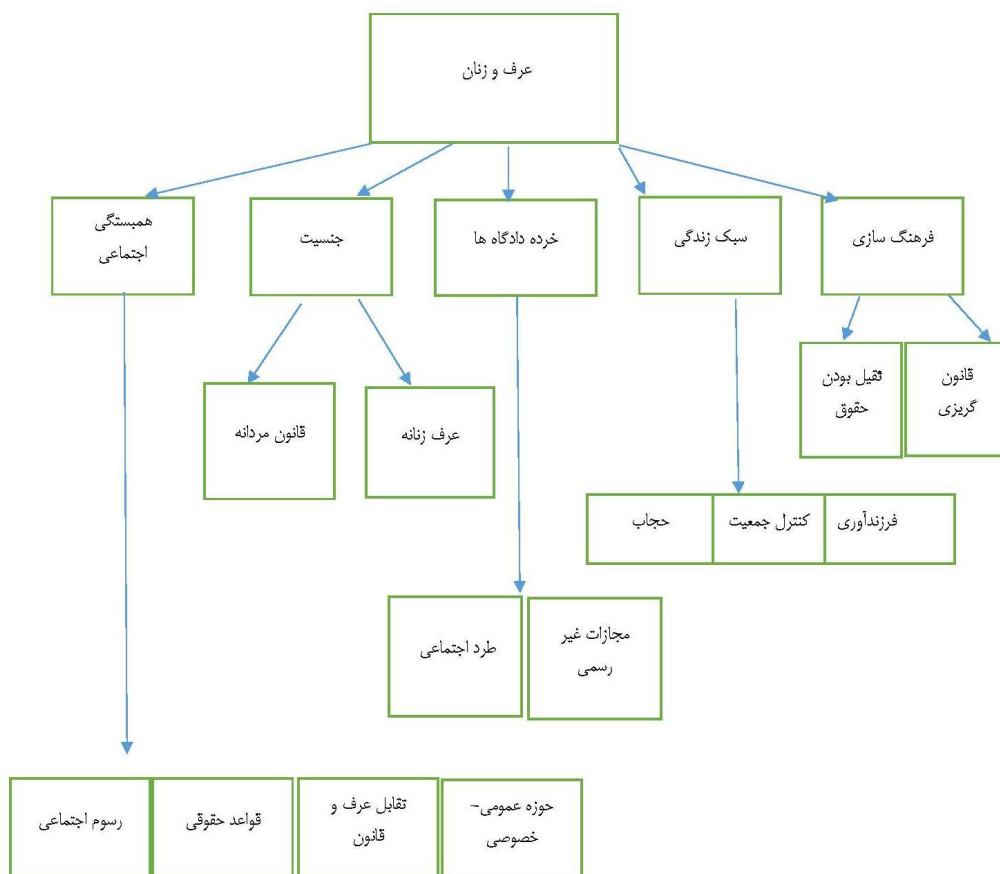 عرف و زنان
فرهنگ سازی
سبک زندگی
خرده دادگاه ها
جنسیت
همبستگی
اجتماعی
قانون
گریزی
ثقیل بودن
حقوق
عرف زنانه
قانون مردانه
فرزندآوری
کنترل جمعیت
حجاب
مجازات غیر
رسمی
طرد اجتماعی
حوزه عمومی-
خصوصی
تقابل عرف و
قانون
قواعد حقوقی
رسوم اجتماعی